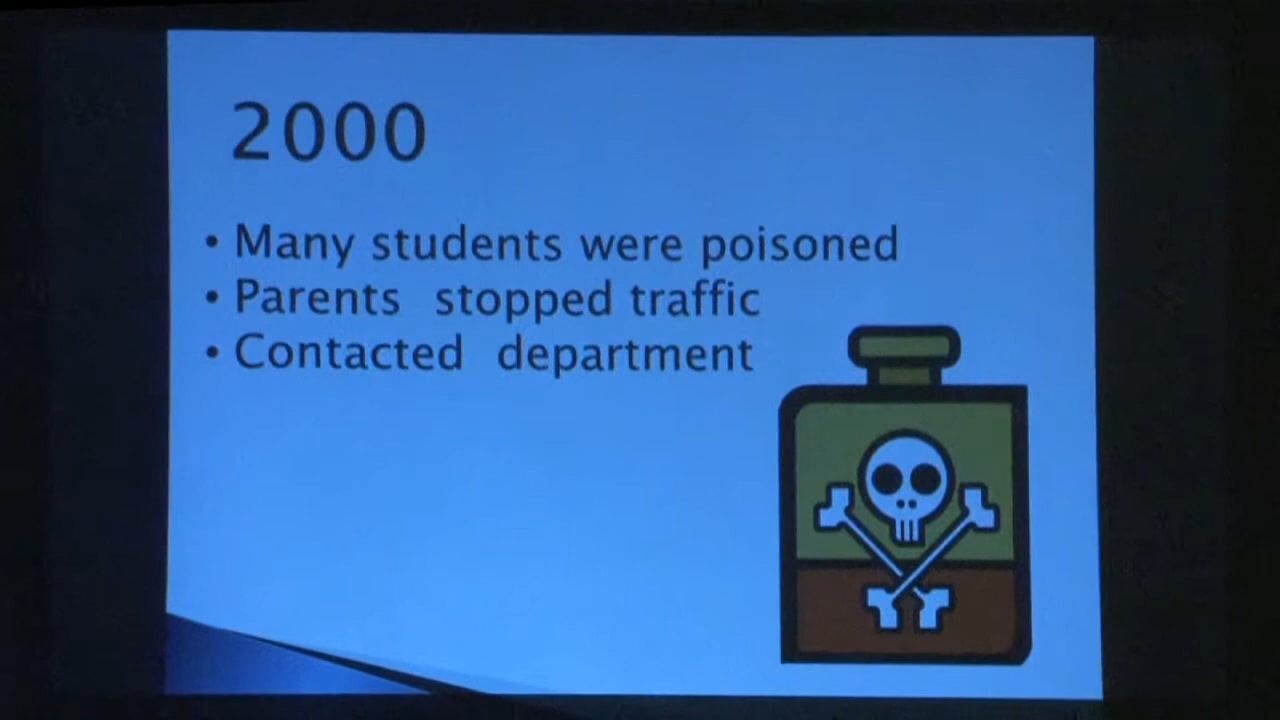 2000
• Many students were poisoned
• Parents stopped traffic
• Contacted department